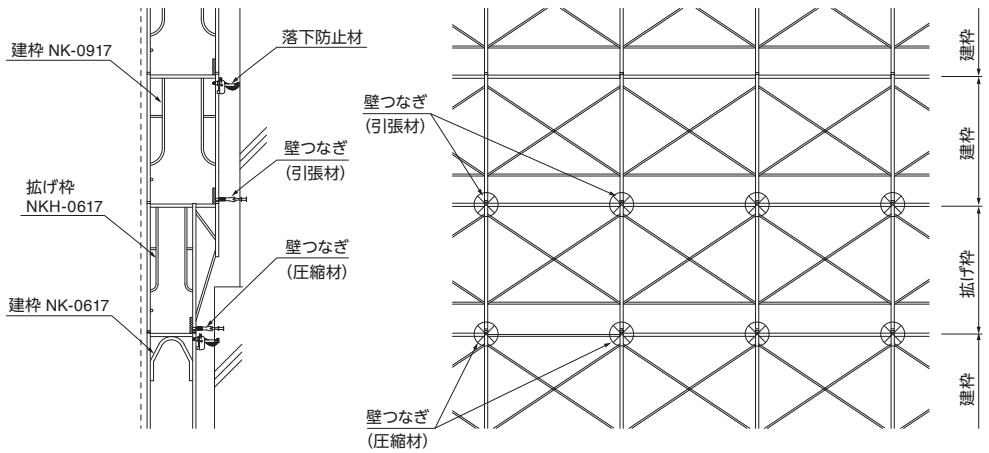 建枠 NK-0917
落下防止材
壁つなぎ
(引張材)
拡げ枠
NKH-0617
壁つなぎ
(圧縮材)
建枠 NK-0617
壁つなぎ
(引張材)
壁つなぎ
(圧縮材)
建枠
建枠
拡げ枠
建枠